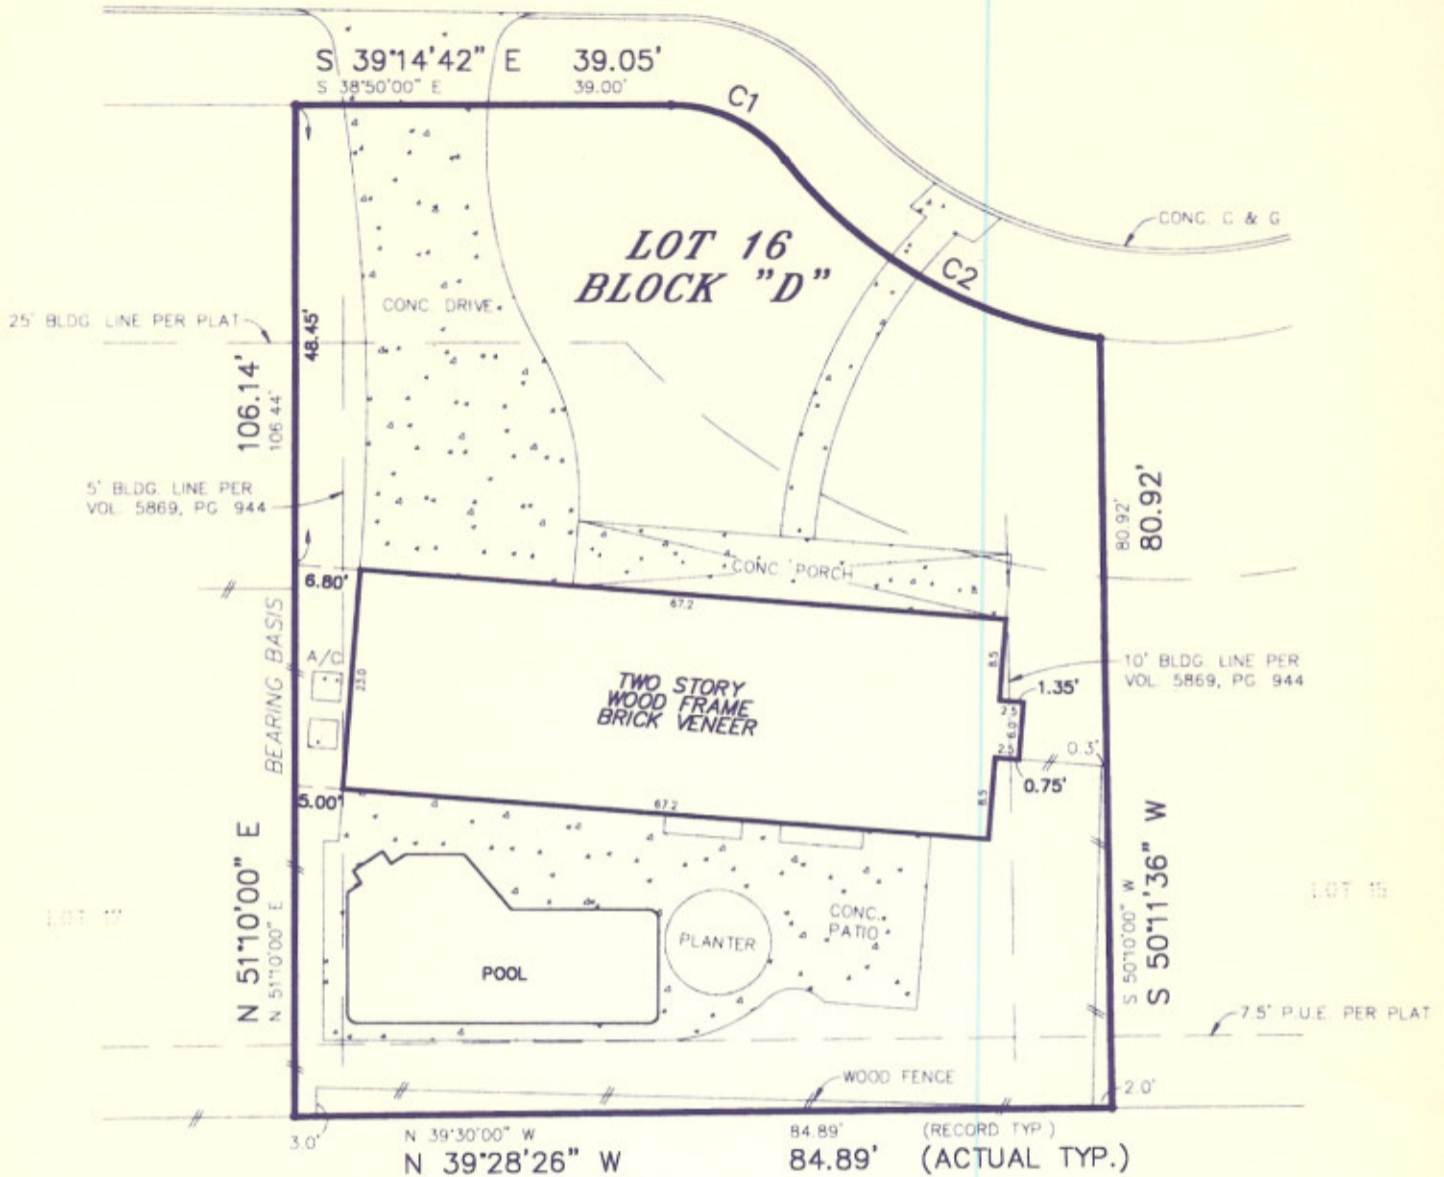 S 39°14'42" E 39.05'
S 38°50'00" E 39.00'
C1
CONC. C & G
LOT 16
BLOCK "D"
C2
CONC. DRIVE
25' BLDG. LINE PER PLAT
48.45'
106.14'
106.44'
5' BLDG. LINE PER
VOL. 5869, PG. 944
80.92'
80.92'
CONC. PORCH
6.80'
67.2
BEARING BASIS
A/C
23.0
8.5
10' BLDG. LINE PER
VOL. 5869, PG. 944
TWO STORY
WOOD FRAME
BRICK VENEER
1.35'
2.5
6.0'
2.5
0.3'
0.75'
5.00'
67.2
8.5
N 51°10'00" E
N 51°10'00" E
LOT 17
LOT 15
CONC.
PATIO
PLANTER
POOL
S 50°10'00" W
S 50°11'36" W
7.5' P.U.E. PER PLAT
WOOD FENCE
2.0'
3.0'
N 39°30'00" W 84.89' (RECORD TYP.)
N 39°28'26" W 84.89' (ACTUAL TYP.)